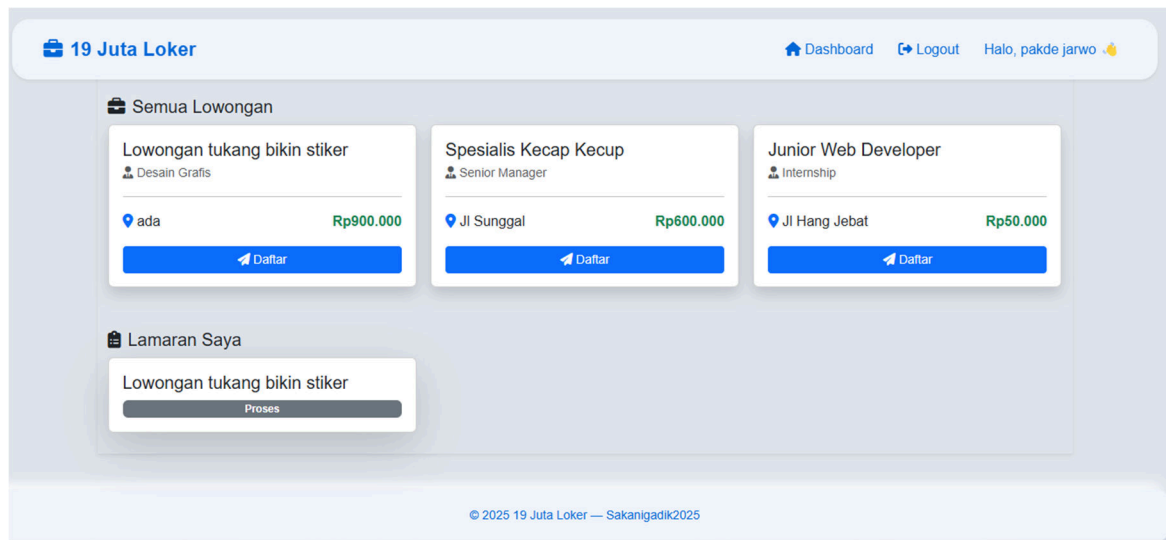 19 Juta Loker
Dashboard Logout Halo, pakde jarwo 👋
Semua Lowongan
Lowongan tukang bikin stiker
Desain Grafis
ada Rp900.000
Daftar
Spesialis Kecap Kecup
Senior Manager
Jl Sunggal Rp600.000
Daftar
Junior Web Developer
Internship
Jl Hang Jebat Rp50.000
Daftar
Lamaran Saya
Lowongan tukang bikin stiker
Proses
© 2025 19 Juta Loker — Sakanigadik2025